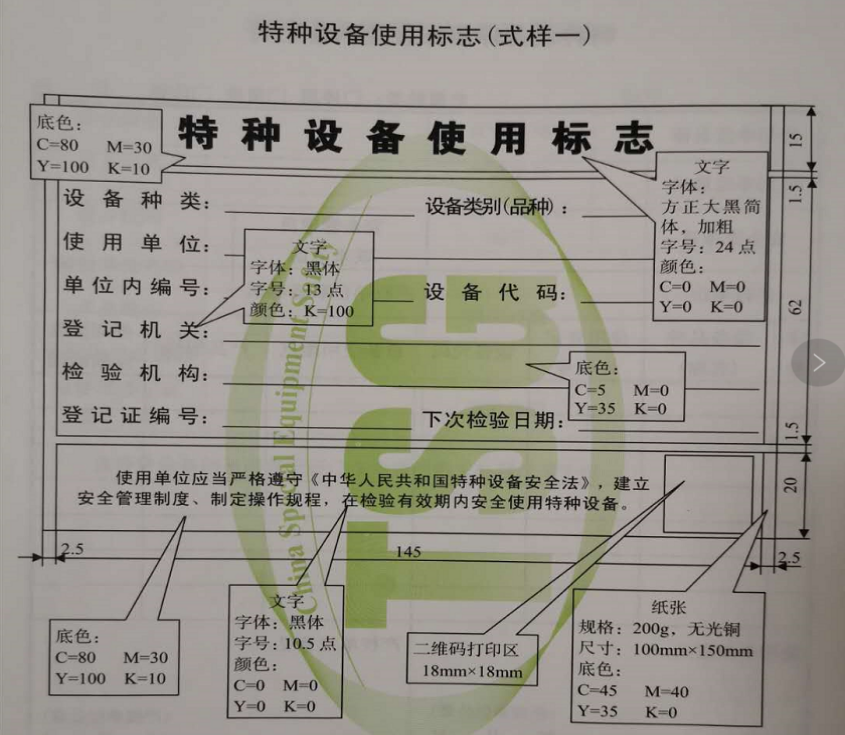 特种设备使用标志(式样一)
特种设备使用标志
15
底色：
C=80 M=30
Y=100 K=10
文字
字体：
方正大黑简
体，加粗
字号：24点
颜色：
C=0 M=0
Y=0 K=0
1.5
设备种类：
设备类别(品种)：
使用单位：
文字
字体：黑体
字号：13点
颜色：K=100
单位内编号：
设备代码：
62
登记机关：
检验机构：
底色：
C=5 M=0
Y=35 K=0
登记证编号：
下次检验日期：
1.5
使用单位应当严格遵守《中华人民共和国特种设备安全法》，建立
安全管理制度、制定操作规程，在检验有效期内安全使用特种设备。
20
2.5
145
2.5
China Special Equipment Safety
TSG
底色：
C=80 M=30
Y=100 K=10
文字
字体：黑体
字号：10.5点
颜色：
C=0 M=0
Y=0 K=0
二维码打印区
18mm×18mm
纸张
规格：200g，无光铜
尺寸：100mm×150mm
底色：
C=45 M=40
Y=35 K=0